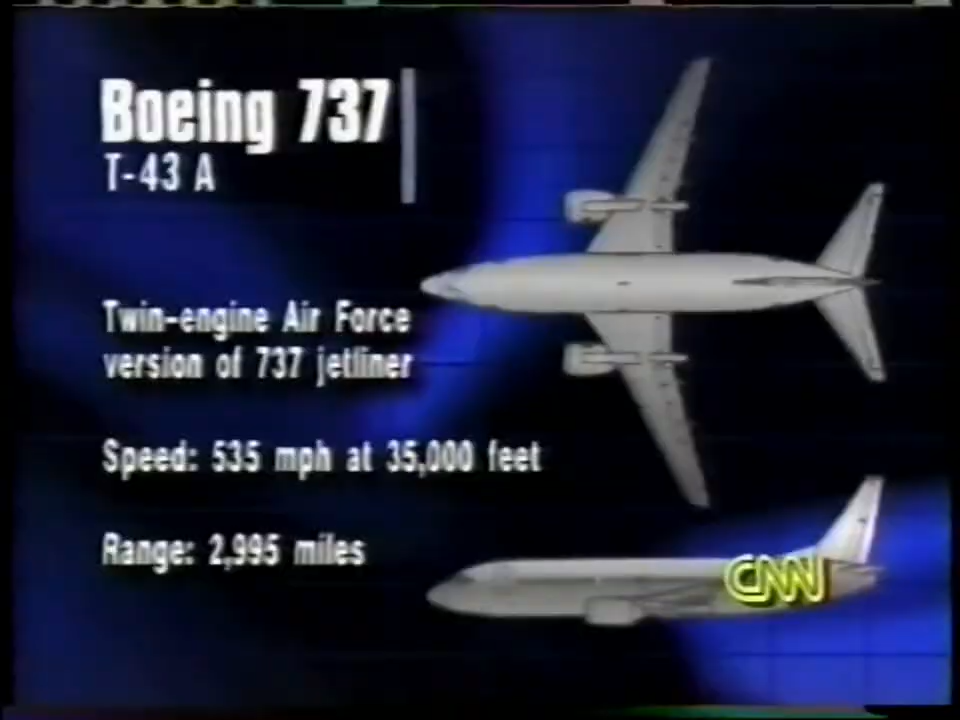 Boeing 737
T-43 A
Twin-engine Air Force
version of 737 jetliner
Speed: 535 mph at 35,000 feet
Range: 2,995 miles
CNN